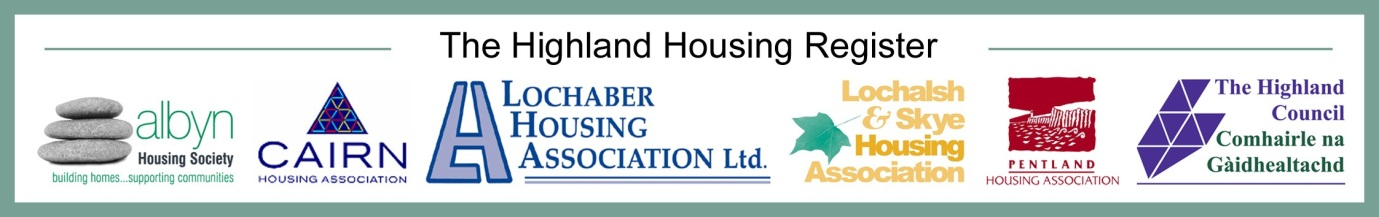 The Highland Housing Register
albyn
Housing Society
building homes...supporting communities
CAIRN
HOUSING ASSOCIATION
LOCHABER
HOUSING
ASSOCIATION Ltd.
Lochalsh
& Skye
Housing
Association
PENTLAND
HOUSING ASSOCIATION
The Highland
Council
Comhairle na
Gàidhealtachd